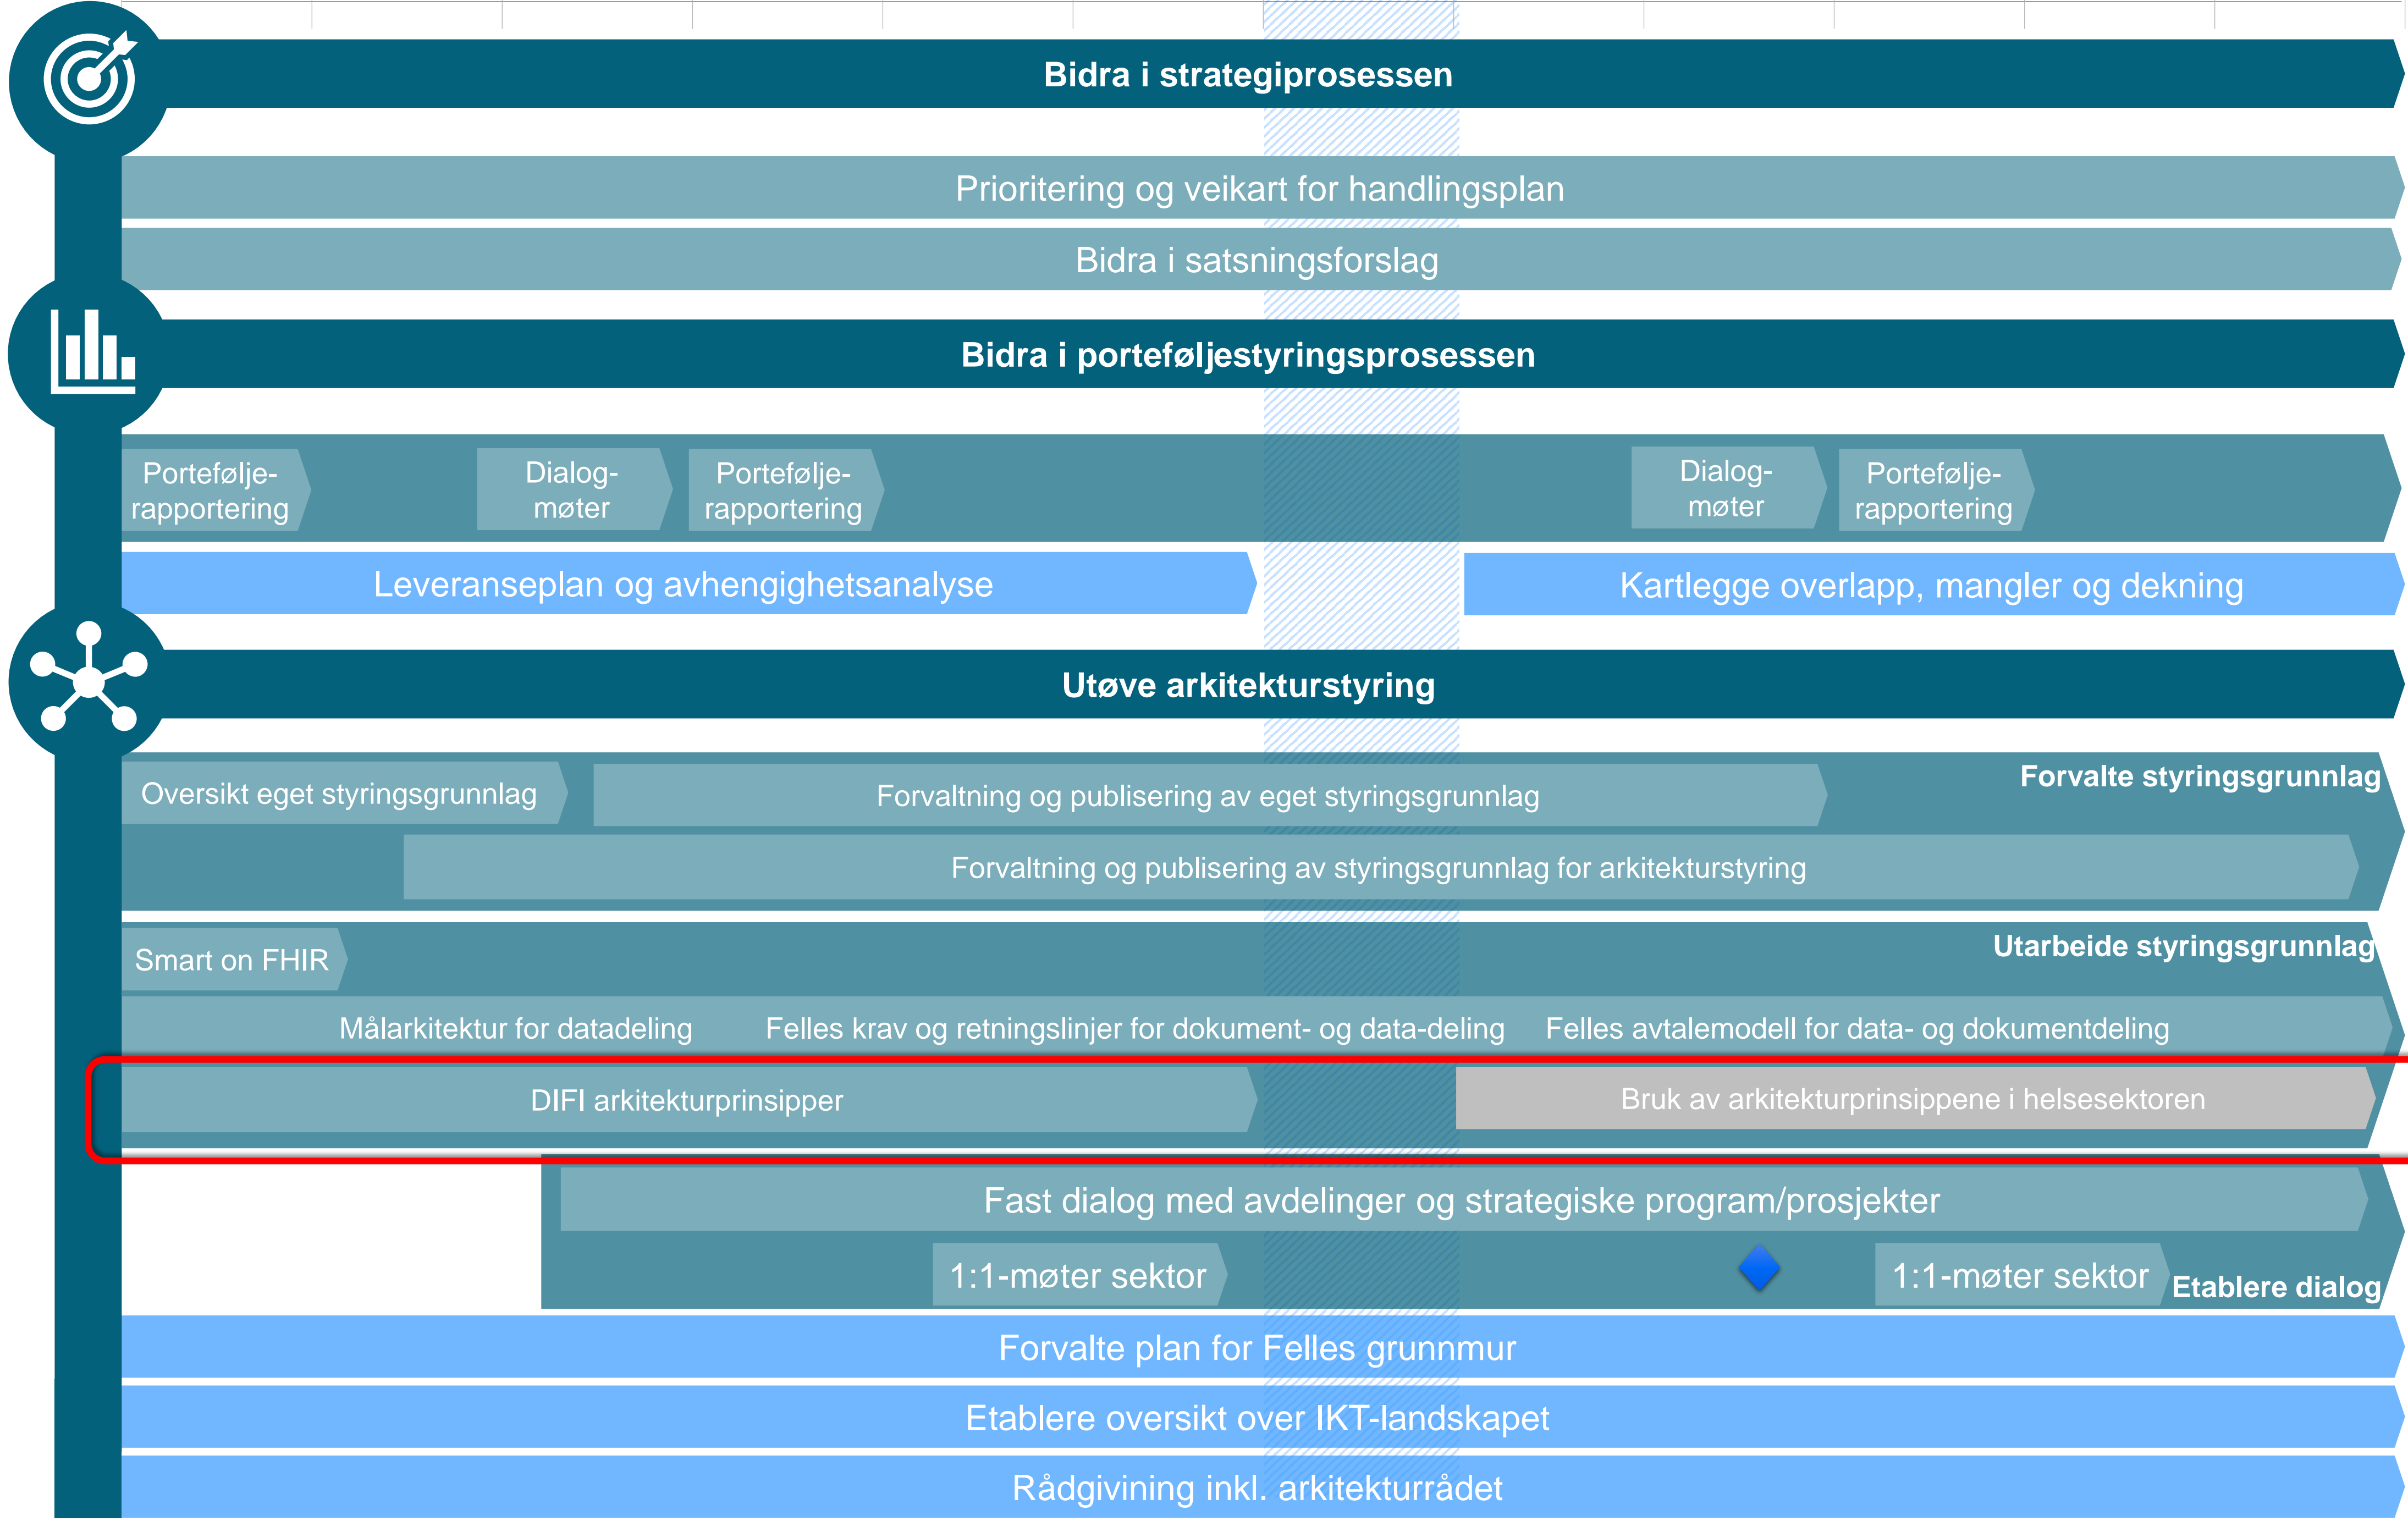 Bidra i strategiprosessen
Prioritering og veikart for handlingsplan
Bidra i satsningsforslag
Bidra i porteføljestyringsprosessen
Portefølje-
rapportering
Dialog-
møter
Portefølje-
rapportering
Dialog-
møter
Portefølje-
rapportering
Leveranseplan og avhengighetsanalyse
Kartlegge overlapp, mangler og dekning
Utøve arkitekturstyring
Forvalte styringsgrunnlag
Oversikt eget styringsgrunnlag
Forvaltning og publisering av eget styringsgrunnlag
Forvaltning og publisering av styringsgrunnlag for arkitekturstyring
Utarbeide styringsgrunnlag
Smart on FHIR
Målarkitektur for datadeling
Felles krav og retningslinjer for dokument- og data-deling
Felles avtalemodell for data- og dokumentdeling
DIFI arkitekturprinsipper
Bruk av arkitekturprinsippene i helsesektoren
Fast dialog med avdelinger og strategiske program/prosjekter
1:1-møter sektor
1:1-møter sektor
Etablere dialog
Forvalte plan for Felles grunnmur
Etablere oversikt over IKT-landskapet
Rådgivining inkl. arkitekturrådet